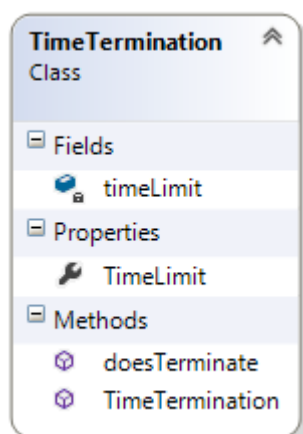 TimeTermination
Class
Fields
timeLimit
Properties
TimeLimit
Methods
doesTerminate
TimeTermination